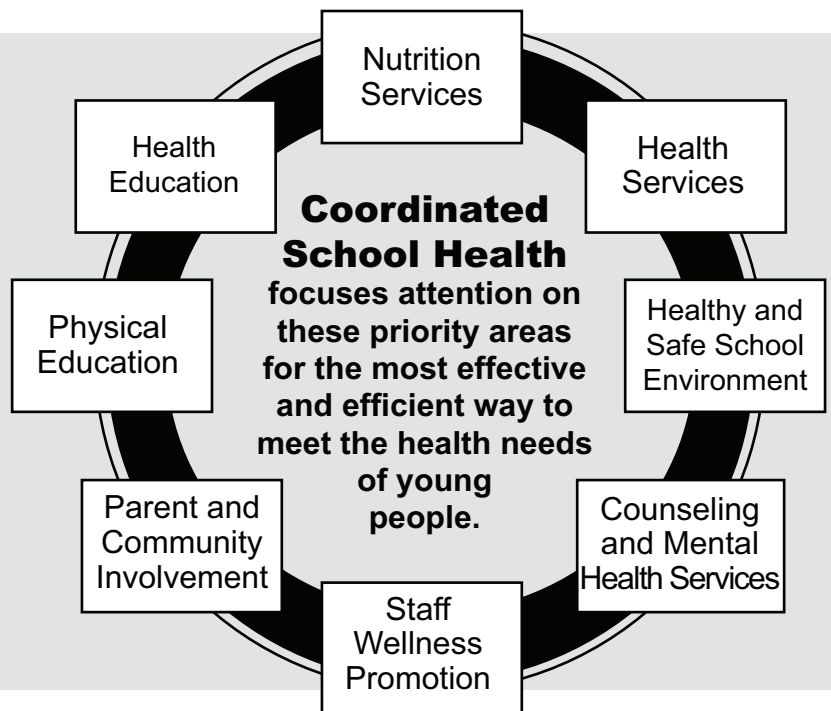 Nutrition
Services
Health
Services
Healthy and
Safe School
Environment
Counseling
and Mental
Health Services
Staff
Wellness
Promotion
Parent and
Community
Involvement
Physical
Education
Health
Education
Coordinated
School Health
focuses attention on
these priority areas
for the most effective
and efficient way to
meet the health needs
of young
people.